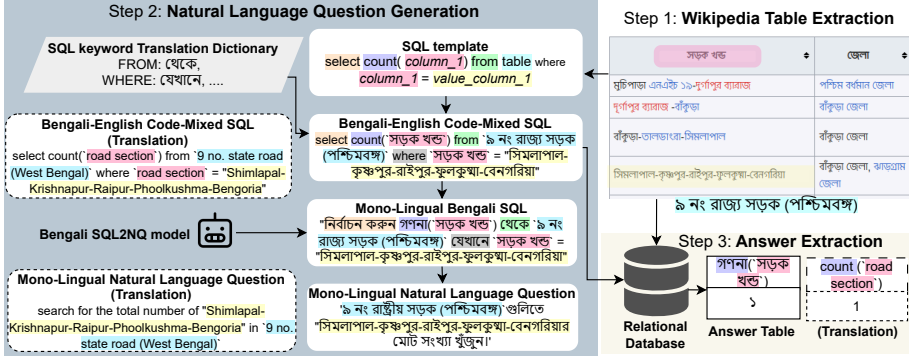 Step 2: Natural Language Question Generation
SQL keyword Translation Dictionary
FROM: থেকে,
WHERE: যেখানে, ....
SQL template
select count( column_1) from table where
column_1 = value_column_1
Bengali-English Code-Mixed SQL
(Translation)
select count(`road section`) from `9 no. state road
(West Bengal)` where `road section` = "Shimlapal-
Krishnapur-Raipur-Phoolkushma-Bengoria"
Bengali-English Code-Mixed SQL
select count(`সড়ক খন্ড`) from `৯ নং রাজ্য সড়ক
(পশ্চিমবঙ্গ)` where `সড়ক খন্ড` = "সিমলাপাল-
কৃষ্ণপুর-রাইপুর-ফুলকুষ্মা-বেনগরিয়া"
Bengali SQL2NQ model
Mono-Lingual Bengali SQL
"নির্বাচন করুন গণনা(`সড়ক খন্ড`) থেকে `৯ নং
রাজ্য সড়ক (পশ্চিমবঙ্গ)` যেখানে `সড়ক খন্ড` =
"সিমলাপাল-কৃষ্ণপুর-রাইপুর-ফুলকুষ্মা-বেনগরিয়া"
Mono-Lingual Natural Language Question
(Translation)
search for the total number of "Shimlapal-
Krishnapur-Raipur-Phoolkushma-Bengoria" in `9 no.
state road (West Bengal)`
Mono-Lingual Natural Language Question
'৯ নং রাষ্ট্রীয় সড়ক (পশ্চিমবঙ্গ)`গুলিতে
"সিমলাপাল-কৃষ্ণপুর-রাইপুর-ফুলকুষ্মা-বেনগরিয়ার
মোট সংখ্যা খুঁজুন।'
Step 1: Wikipedia Table Extraction
সড়ক খন্ড জেলা
মুচিপাড়া এনএইচ ১৯-দুর্গাপুর ব্যারাজ পশ্চিম বর্ধমান জেলা
দূর্গাপুর ব্যারাজ -বাঁকুড়া বাঁকুড়া জেলা
বাঁকুড়া-তালডাংরা-সিমলাপাল বাঁকুড়া জেলা
সিমলাপাল-কৃষ্ণপুর-রাইপুর-ফুলকুষ্মা-বেনগরিয়া বাঁকুড়া জেলা, ঝাড়গ্রাম
জেলা
৯ নং রাজ্য সড়ক (পশ্চিমবঙ্গ)
Step 3: Answer Extraction
Relational
Database
গণনা(`সড়ক
খন্ড`)
১
Answer Table
count (`road
section`)
1
(Translation)